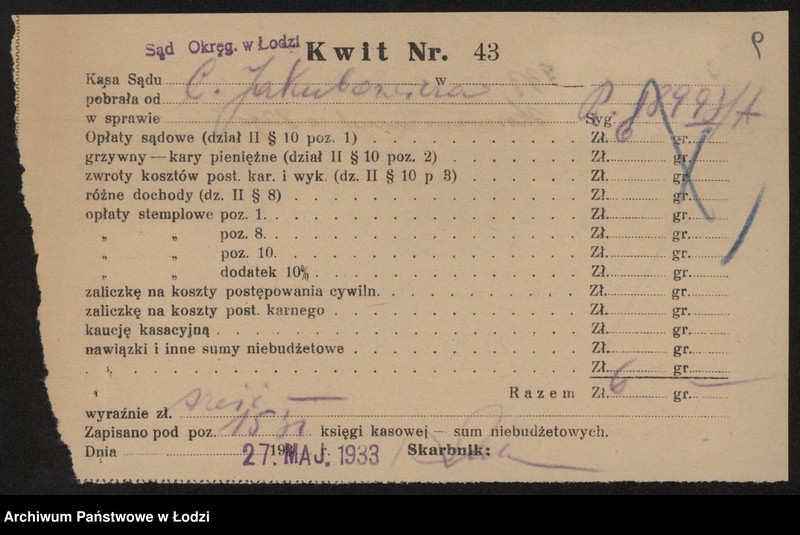 Sąd Okręg. w Łodzi Kwit Nr. 43
Kasa Sądu w
pobrała od C. Jakubowicza
w sprawie Syg.
Opłaty sądowe (dział II § 10 poz. 1) Zł. 6 gr.
grzywny — kary pieniężne (dział II § 10 poz. 2) Zł. gr.
zwroty kosztów post. kar. i wyk. (dz. II § 10 p 3) Zł. gr.
różne dochody (dz. II § 8) Zł. gr.
opłaty stemplowe poz. 1. Zł. gr.
„ „ poz. 8. Zł. gr.
„ „ poz. 10. Zł. gr.
„ „ dodatek 10% Zł. gr.
zaliczkę na koszty postępowania cywiln. Zł. gr.
zaliczkę na koszty post. karnego Zł. gr.
kaucję kasacyjną Zł. gr.
nawiązki i inne sumy niebudżetowe Zł. gr.
Zł. gr.
Razem Zł. 6 gr. —
wyraźnie zł. sześć —
Zapisano pod poz. księgi kasowej — sum niebudżetowych.
Dnia 27. MAJ. 1933 r. Skarbnik:
Archiwum Państwowe w Łodzi